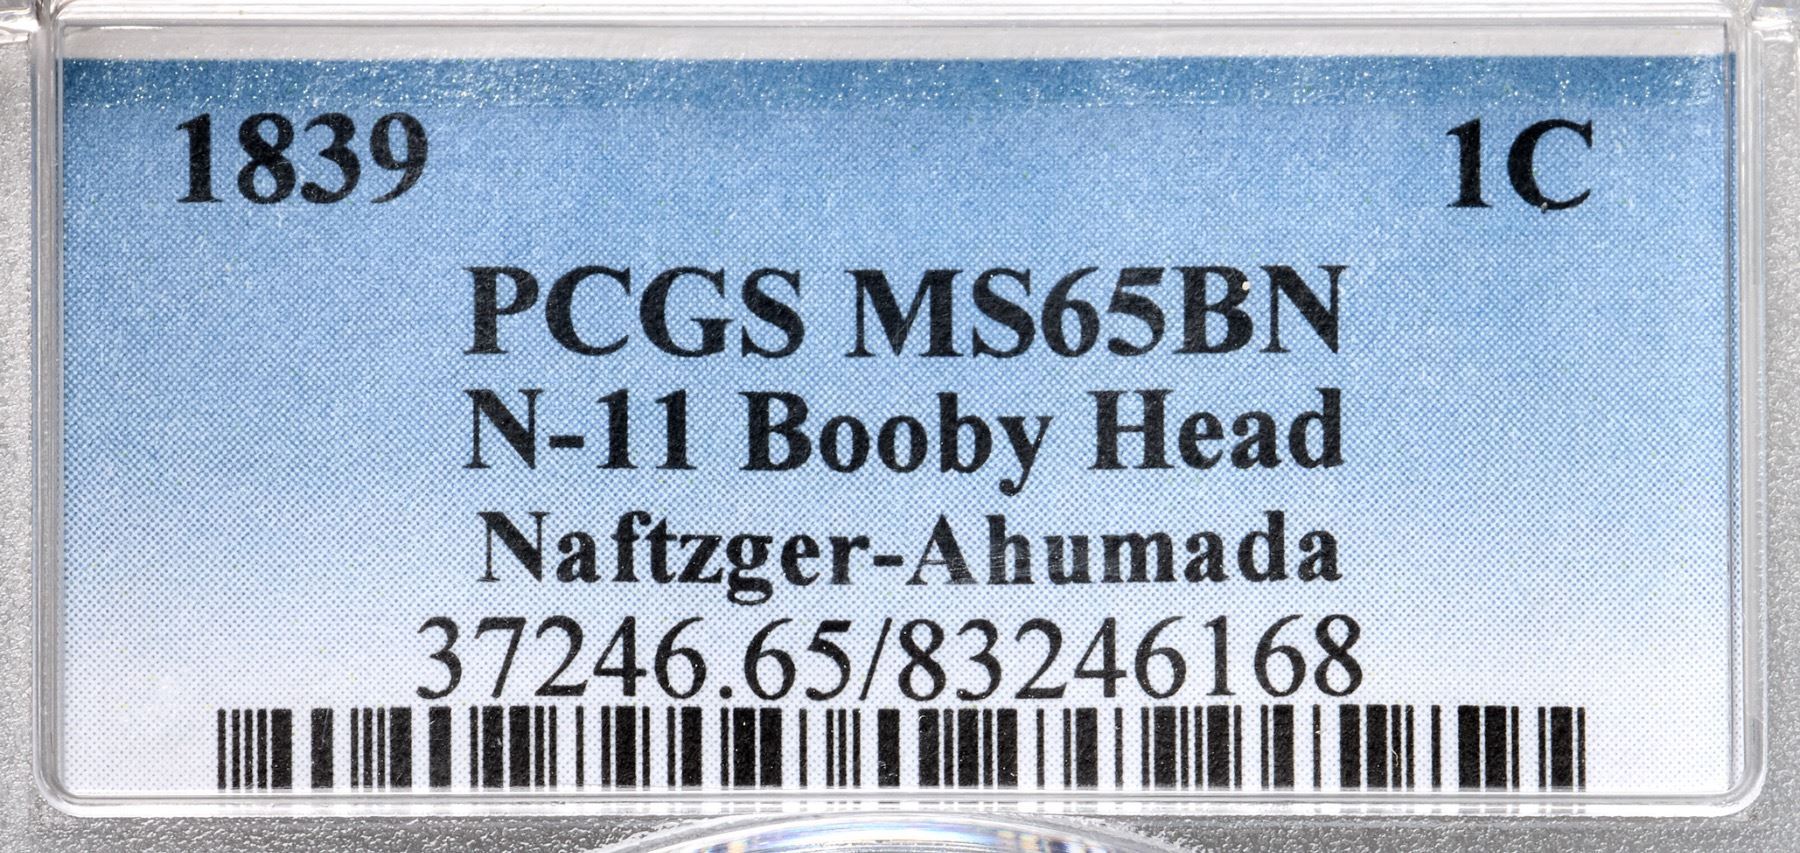 1839 1C
PCGS MS65BN
N-11 Booby Head
Naftzger-Ahumada
37246.65/83246168